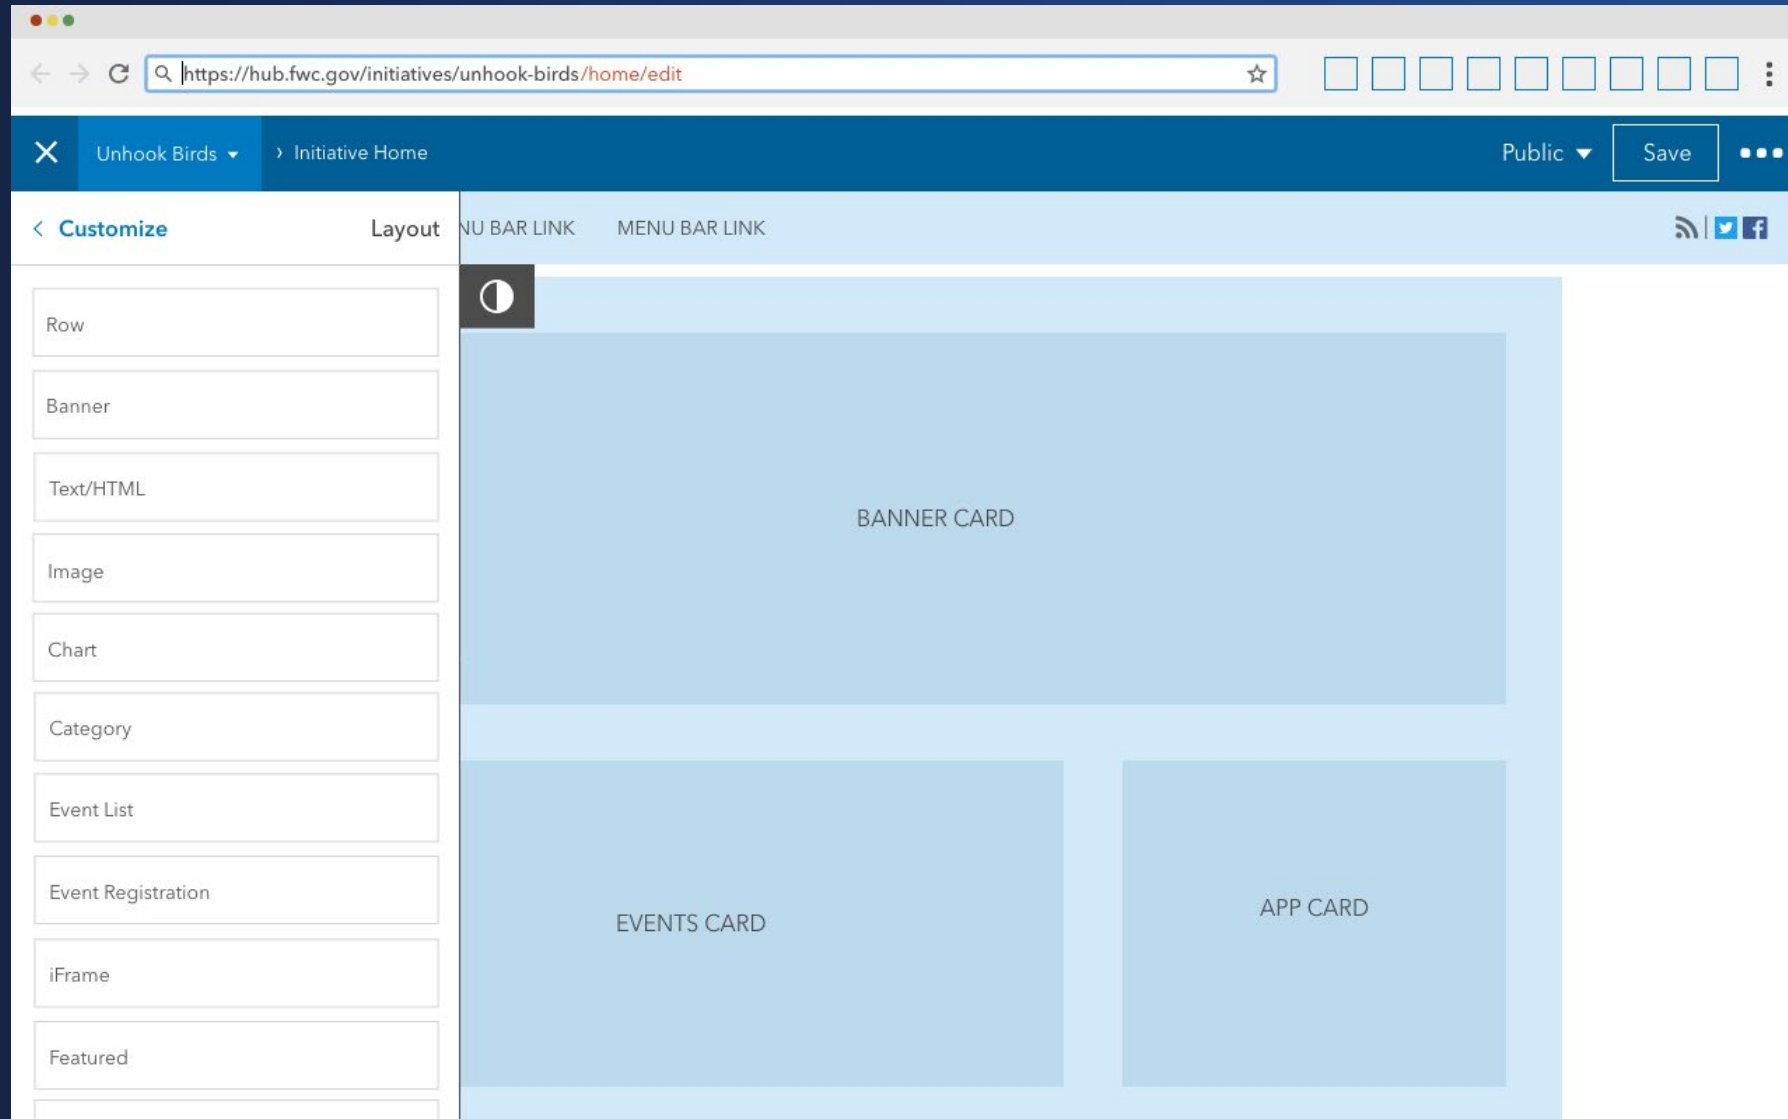 https://hub.fwc.gov/initiatives/unhook-birds/home/edit
Unhook Birds › Initiative Home
Public
Save
Customize
Layout
NU BAR LINK
MENU BAR LINK
Row
Banner
Text/HTML
Image
Chart
Category
Event List
Event Registration
iFrame
Featured
BANNER CARD
EVENTS CARD
APP CARD